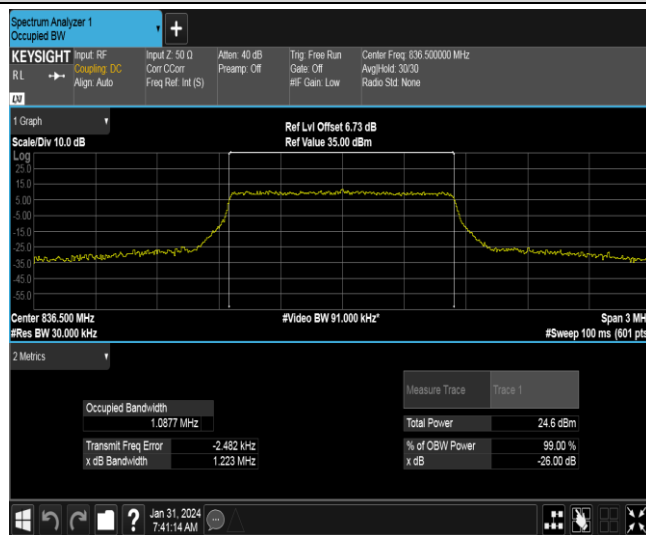 Spectrum Analyzer 1
Occupied BW
+
KEYSIGHT
RL
LXI
Input: RF
Coupling: DC
Align: Auto
Input Z: 50 Ω
Corr CCorr
Freq Ref: Int (S)
Atten: 40 dB
Preamp: Off
Trig: Free Run
Gate: Off
#IF Gain: Low
Center Freq: 836.500000 MHz
Avg|Hold: 30/30
Radio Std: None
1 Graph
Scale/Div 10.0 dB
Ref Lvl Offset 6.73 dB
Ref Value 35.00 dBm
Log
25.0
15.0
5.00
-5.00
-15.0
-25.0
-35.0
-45.0
-55.0
Center 836.500 MHz
#Video BW 91.000 kHz*
Span 3 MH
#Res BW 30.000 kHz
#Sweep 100 ms (601 pts
2 Metrics
Measure Trace Trace 1
Occupied Bandwidth
1.0877 MHz
Total Power 24.6 dBm
Transmit Freq Error -2.482 kHz
% of OBW Power 99.00 %
x dB Bandwidth 1.223 MHz
x dB -26.00 dB
?
Jan 31, 2024
7:41:14 AM